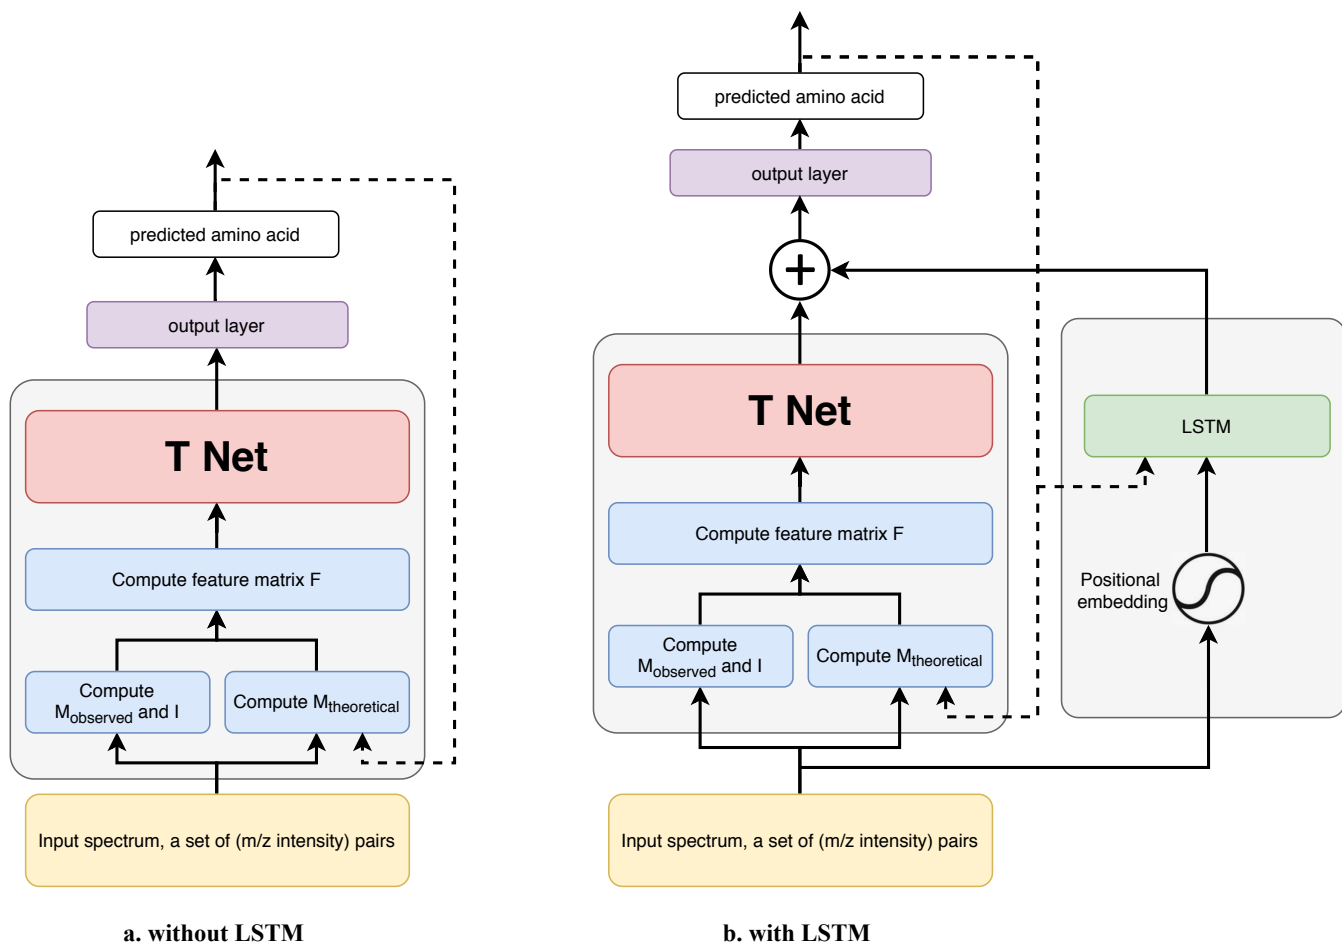 predicted amino acid
output layer
T Net
Compute feature matrix F
Compute
Mobserved and I
Compute Mtheoretical
Input spectrum, a set of (m/z intensity) pairs
a. without LSTM
predicted amino acid
output layer
T Net
LSTM
Compute feature matrix F
Positional
embedding
Compute
Mobserved and I
Compute Mtheoretical
Input spectrum, a set of (m/z intensity) pairs
b. with LSTM